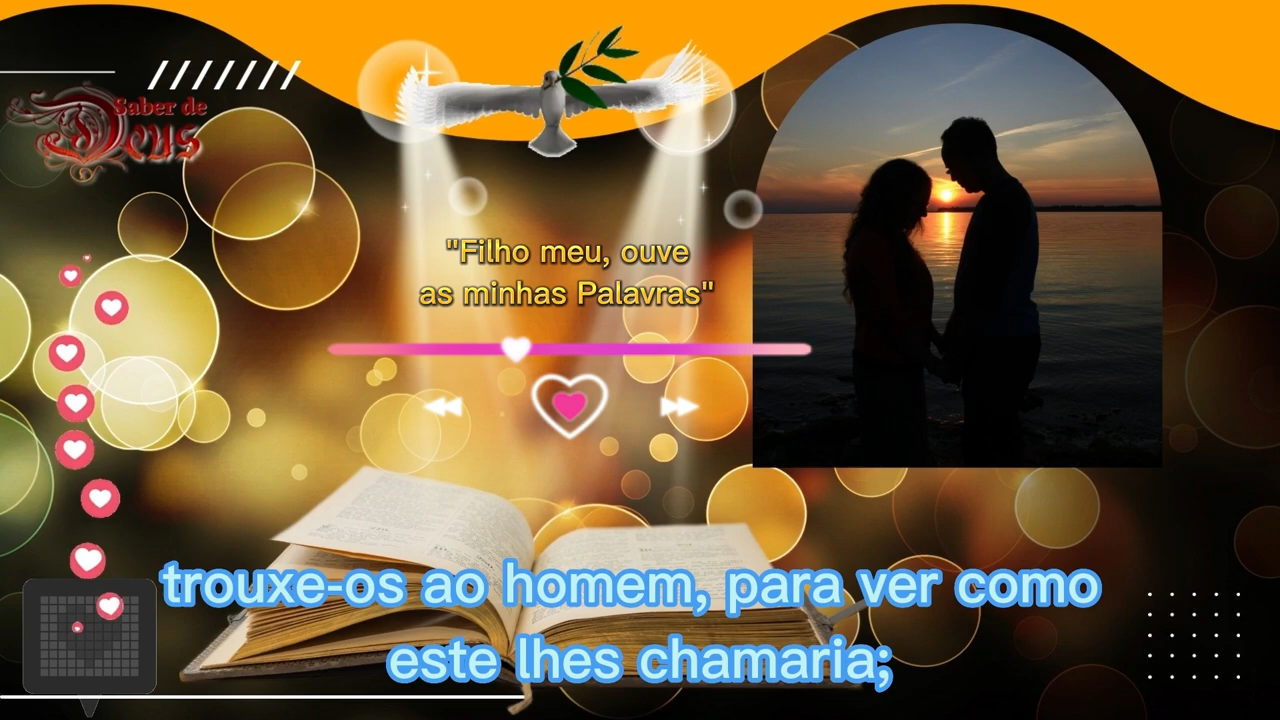 Saber de
Deus
"Filho meu, ouve
as minhas Palavras"
trouxe-os ao homem, para ver como
este lhes chamaria;